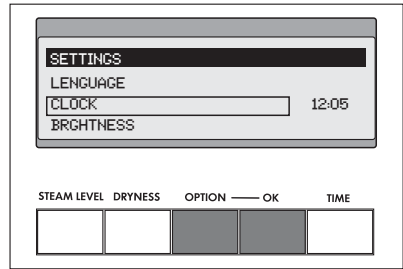 SETTINGS
LENGUAGE
CLOCK 12:05
BRGHTNESS
STEAM LEVEL DRYNESS OPTION OK TIME